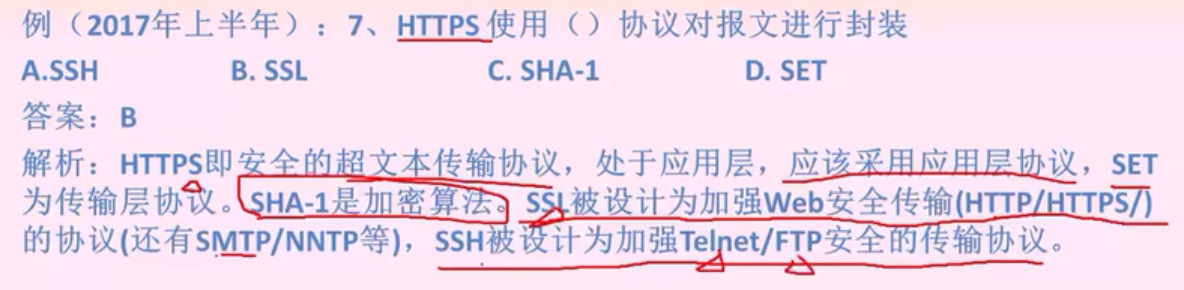 例（2017年上半年）：7、HTTPS使用（）协议对报文进行封装
A.SSH B. SSL C. SHA-1 D. SET
答案：B
解析：HTTPS即安全的超文本传输协议，处于应用层，应该采用应用层协议，SET
为传输层协议。SHA-1是加密算法。SSL被设计为加强Web安全传输(HTTP/HTTPS/)
的协议(还有SMTP/NNTP等)，SSH被设计为加强Telnet/FTP安全的传输协议。